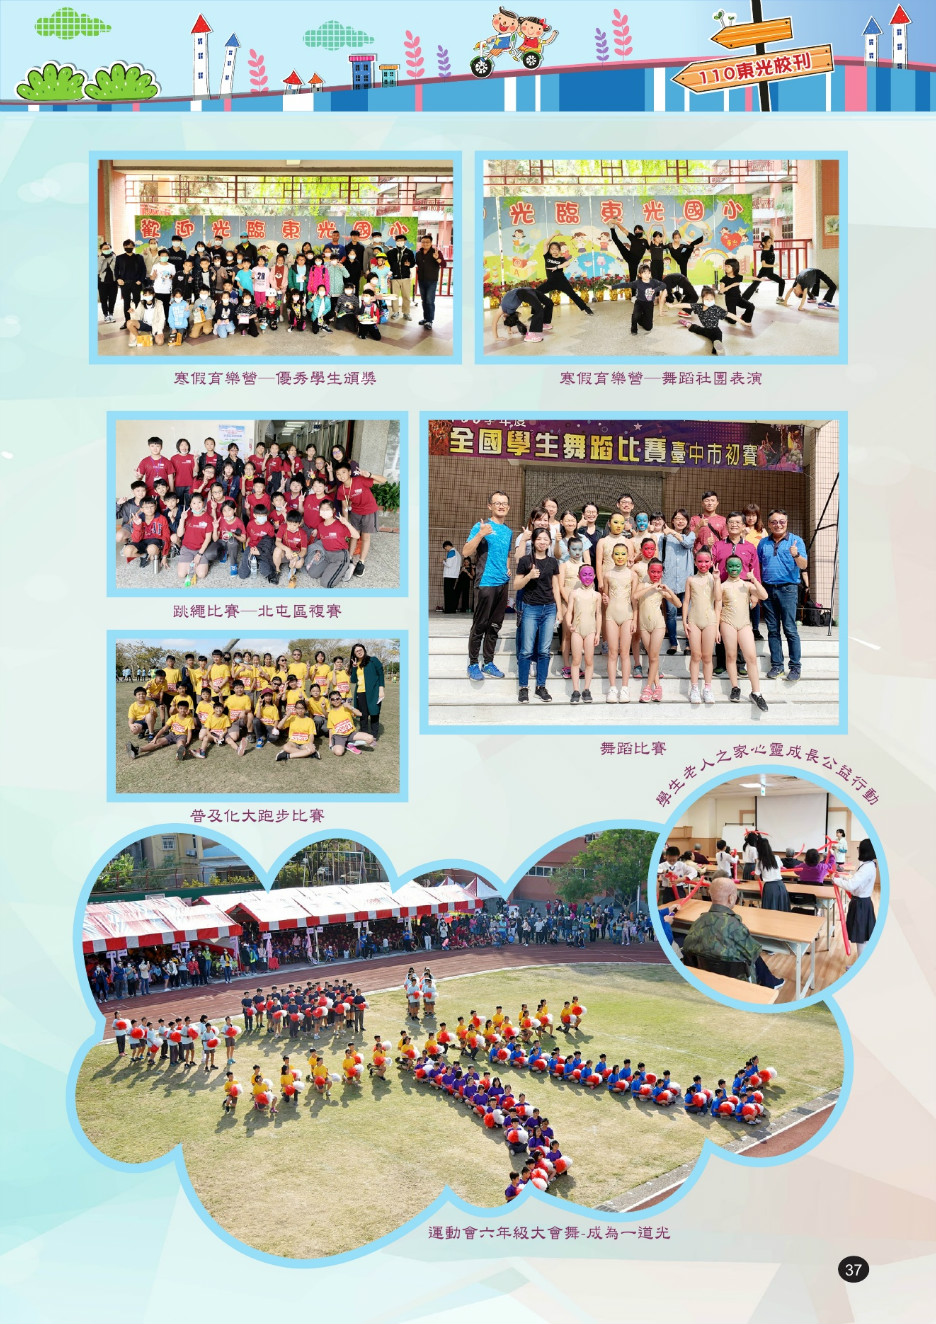 110東光校刊
歡迎光臨東光國小
光臨東光國小
寒假育樂營─優秀學生頒獎
寒假育樂營─舞蹈社團表演
全國學生舞蹈比賽臺中市初賽
跳繩比賽─北屯區複賽
舞蹈比賽
學生老人之家心靈成長公益行動
普及化大跑步比賽
運動會六年級大會舞-成為一道光
37